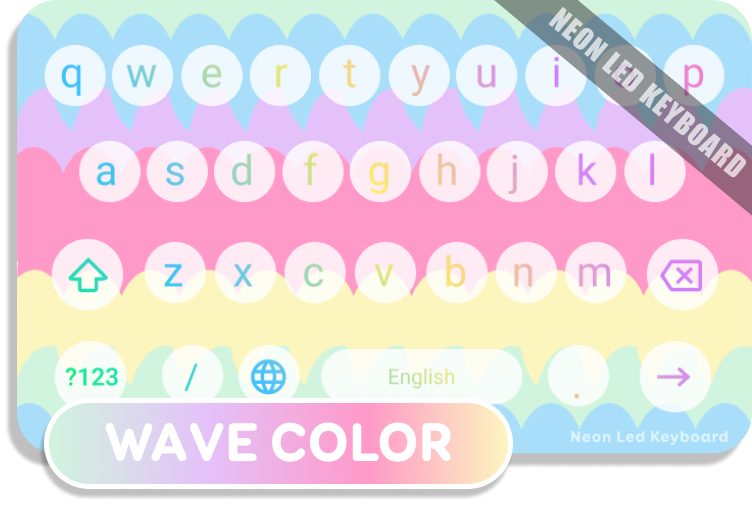 NEON LED KEYBOARD
q w e r t y u i o p
a s d f g h j k l
z x c v b n m
?123 / English . 
WAVE COLOR
Neon Led Keyboard